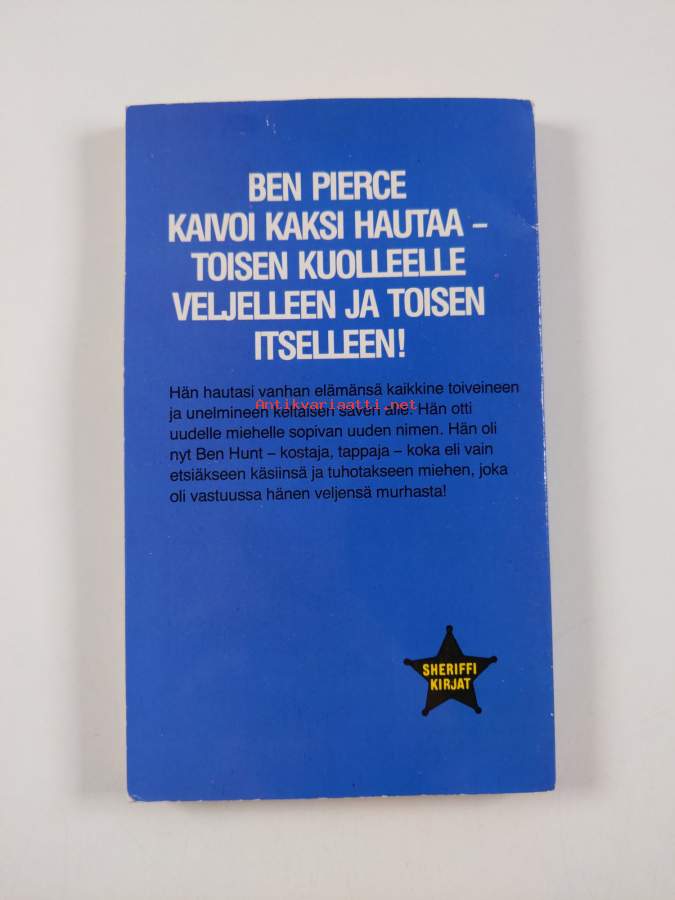 BEN PIERCE
KAIVOI KAKSI HAUTAA –
TOISEN KUOLLEELLE
VELJELLEEN JA TOISEN
ITSELLEEN!
Hän hautasi vanhan elämänsä kaikkine toiveineen
ja unelmineen keltaisen saven alle. Hän otti
Antikvariaatti.net
uudelle miehelle sopivan uuden nimen. Hän oli
nyt Ben Hunt – kostaja, tappaja – koka eli vain
etsiäkseen käsiinsä ja tuhotakseen miehen, joka
oli vastuussa hänen veljensä murhasta!
SHERIFFI
KIRJAT